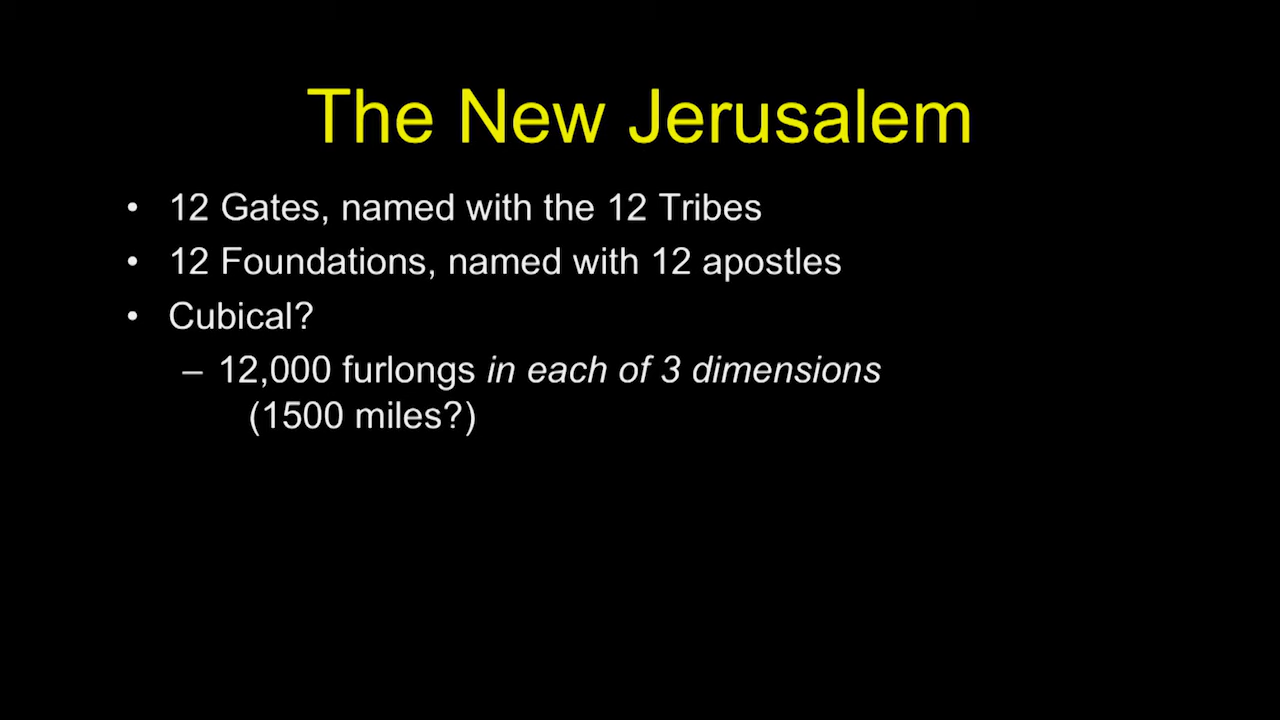 The New Jerusalem
• 12 Gates, named with the 12 Tribes
• 12 Foundations, named with 12 apostles
• Cubical?
– 12,000 furlongs in each of 3 dimensions
(1500 miles?)